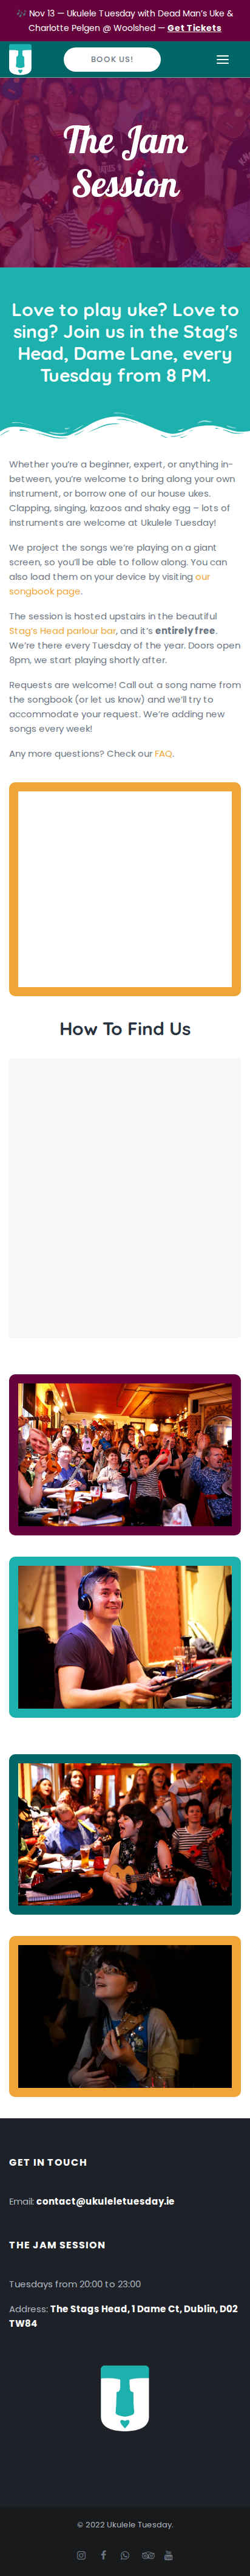 🎶 Nov 13 — Ukulele Tuesday with Dead Man's Uke &
Charlotte Pelgen @ Woolshed — Get Tickets
BOOK US!
The Jam
Session
Love to play uke? Love to
sing? Join us in the Stag's
Head, Dame Lane, every
Tuesday from 8 PM.
Whether you're a beginner, expert, or anything in-
between, you're welcome to bring along your own
instrument, or borrow one of our house ukes.
Clapping, singing, kazoos and shaky egg – lots of
instruments are welcome at Ukulele Tuesday!
We project the songs we're playing on a giant
screen, so you'll be able to follow along. You can
also load them on your device by visiting our
songbook page.
The session is hosted upstairs in the beautiful
Stag's Head parlour bar, and it's entirely free.
We're there every Tuesday of the year. Doors open
8pm, we start playing shortly after.
Requests are welcome! Call out a song name from
the songbook (or let us know) and we'll try to
accommodate your request. We're adding new
songs every week!
Any more questions? Check our FAQ.
How To Find Us
GET IN TOUCH
Email: contact@ukuleletuesday.ie
THE JAM SESSION
Tuesdays from 20:00 to 23:00
Address: The Stags Head, 1 Dame Ct, Dublin, D02
TW84
© 2022 Ukulele Tuesday.